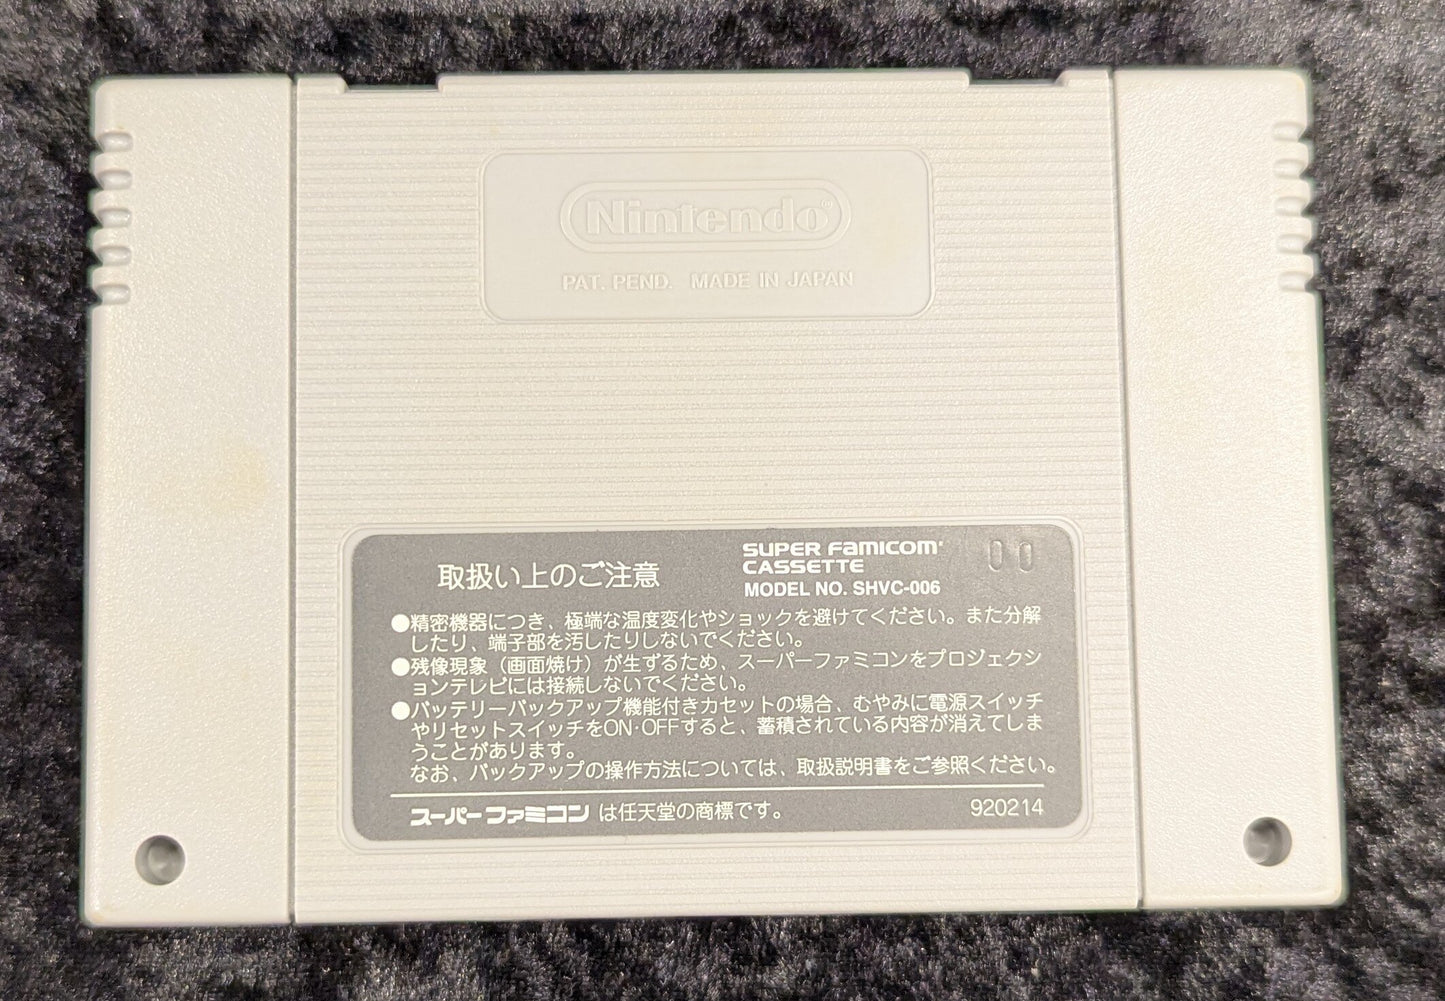 Nintendo®
PAT. PEND. MADE IN JAPAN
取扱い上のご注意
SUPER FAMICOM
CASSETTE
MODEL NO. SHVC-006
00
●精密機器につき、極端な温度変化やショックを避けてください。また分解
したり、端子部を汚したりしないでください。
●残像現象(画面焼け)が生ずるため、スーパーファミコンをプロジェクシ
ョンテレビには接続しないでください。
●バッテリーバックアップ機能付きカセットの場合、むやみに電源スイッチ
やリセットスイッチをON·OFFすると、蓄積されている内容が消えてしま
うことがあります。
なお、バックアップの操作方法については、取扱説明書をご参照ください。
スーパーファミコン は任天堂の商標です。
920214